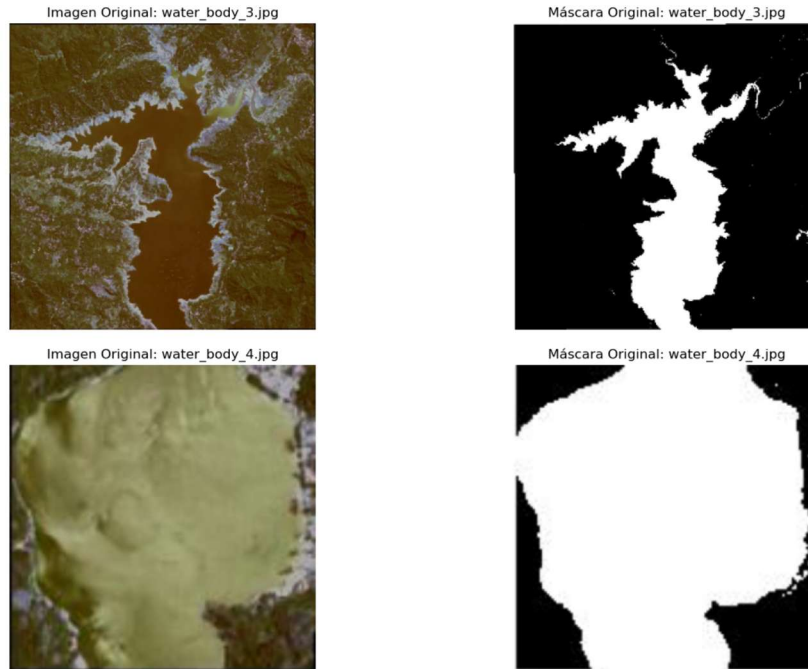 Imagen Original: water_body_3.jpg
Máscara Original: water_body_3.jpg
Imagen Original: water_body_4.jpg
Máscara Original: water_body_4.jpg